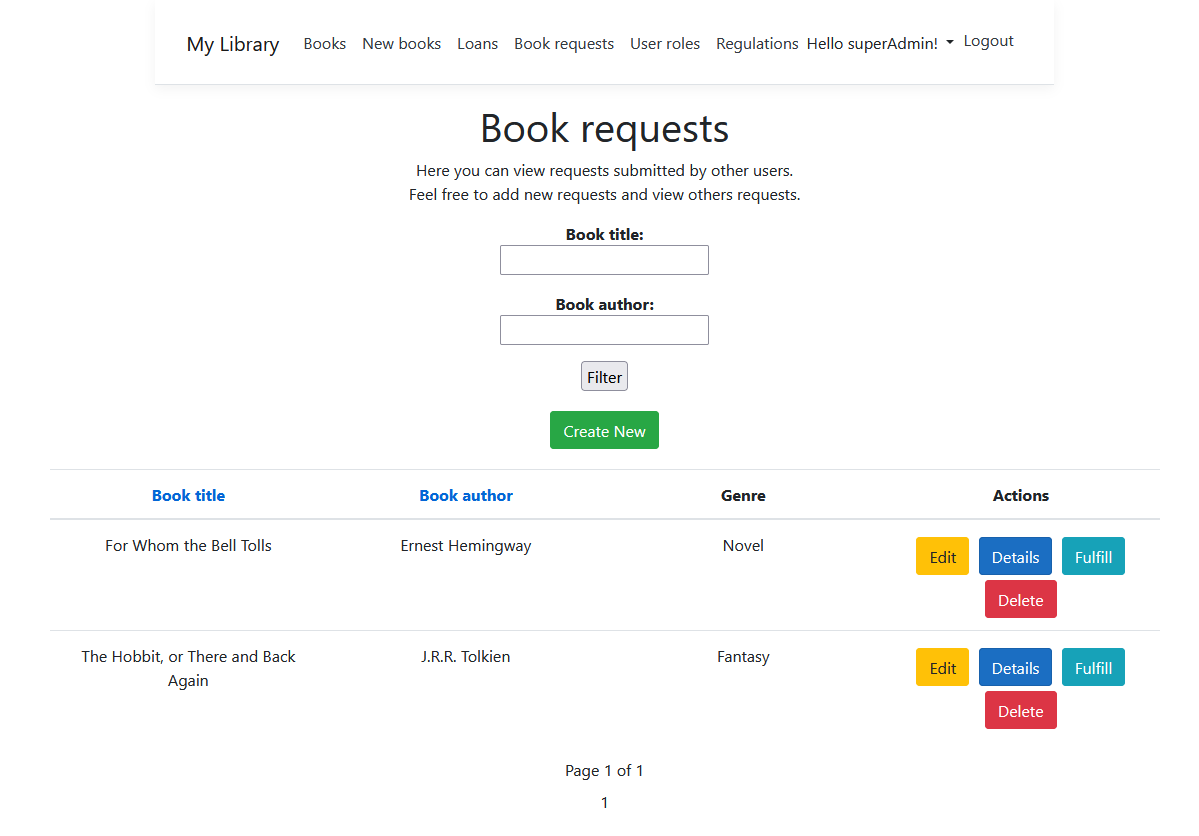 My Library Books New books Loans Book requests User roles Regulations Hello superAdmin! Logout
Book requests
Here you can view requests submitted by other users.
Feel free to add new requests and view others requests.
Book title:
Book author:
Filter
Create New
Book title Book author Genre Actions
For Whom the Bell Tolls Ernest Hemingway Novel Edit Details Fulfill
Delete
The Hobbit, or There and Back J.R.R. Tolkien Fantasy Edit Details Fulfill
Again
Delete
Page 1 of 1
1